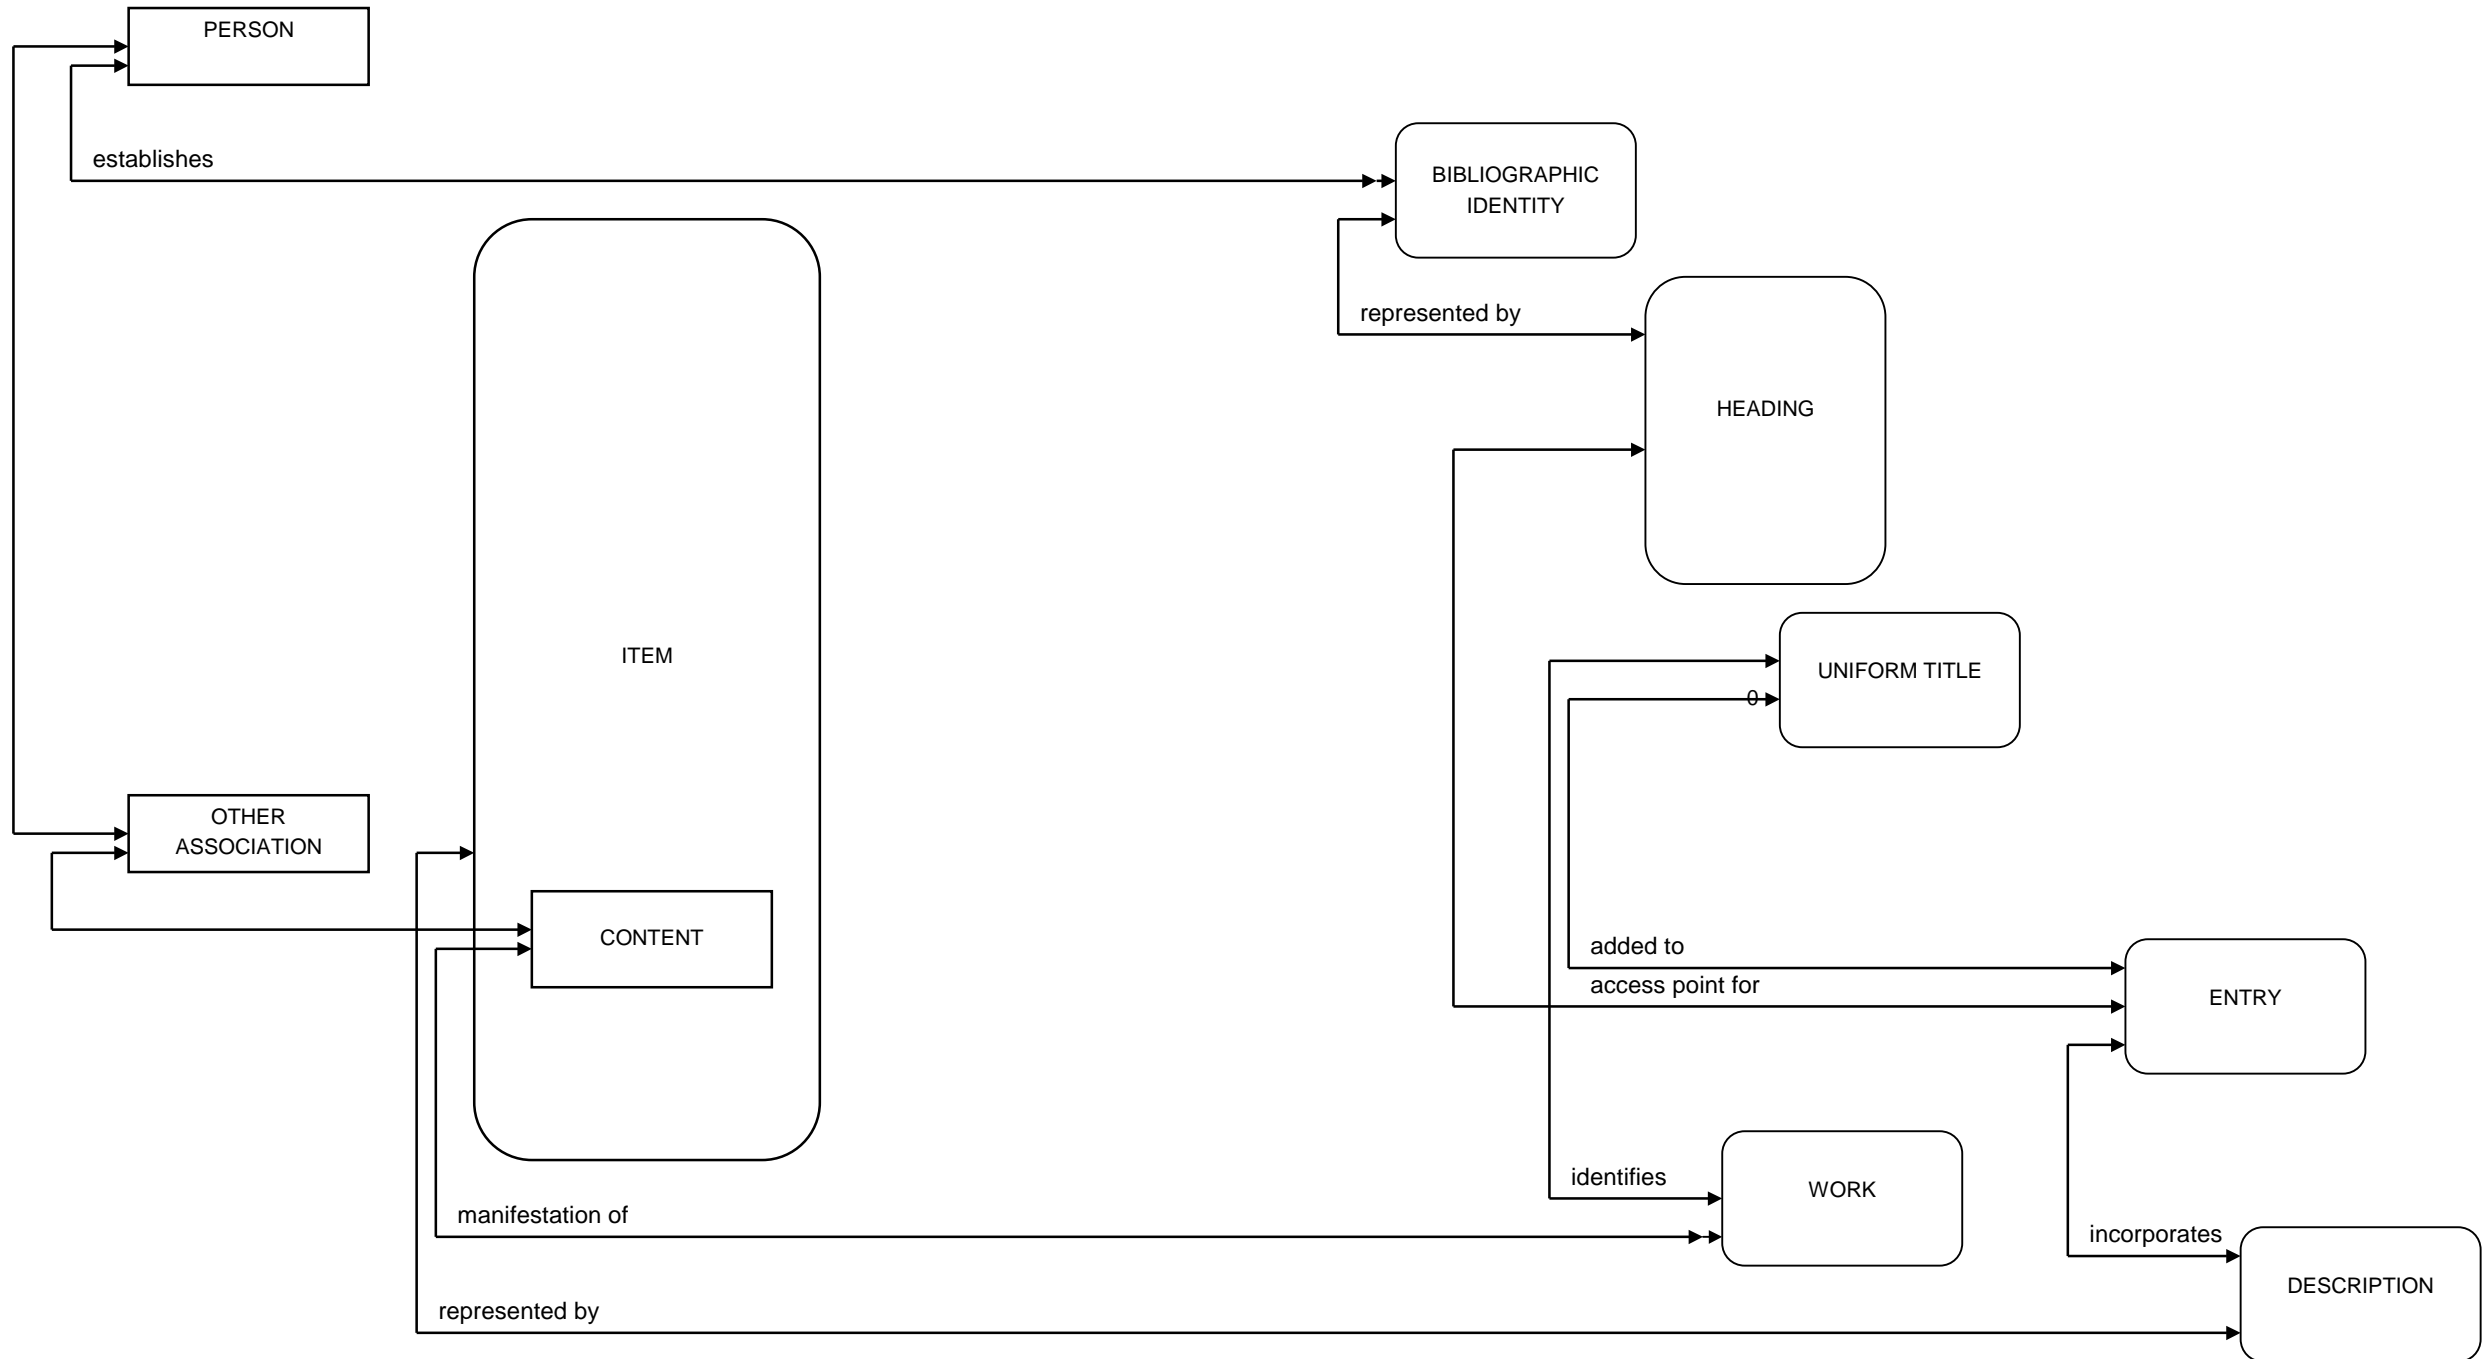 PERSON
establishes
BIBLIOGRAPHIC
IDENTITY
represented by
HEADING
ITEM
UNIFORM TITLE
0
OTHER
ASSOCIATION
CONTENT
added to
access point for
ENTRY
identifies
WORK
manifestation of
incorporates
DESCRIPTION
represented by